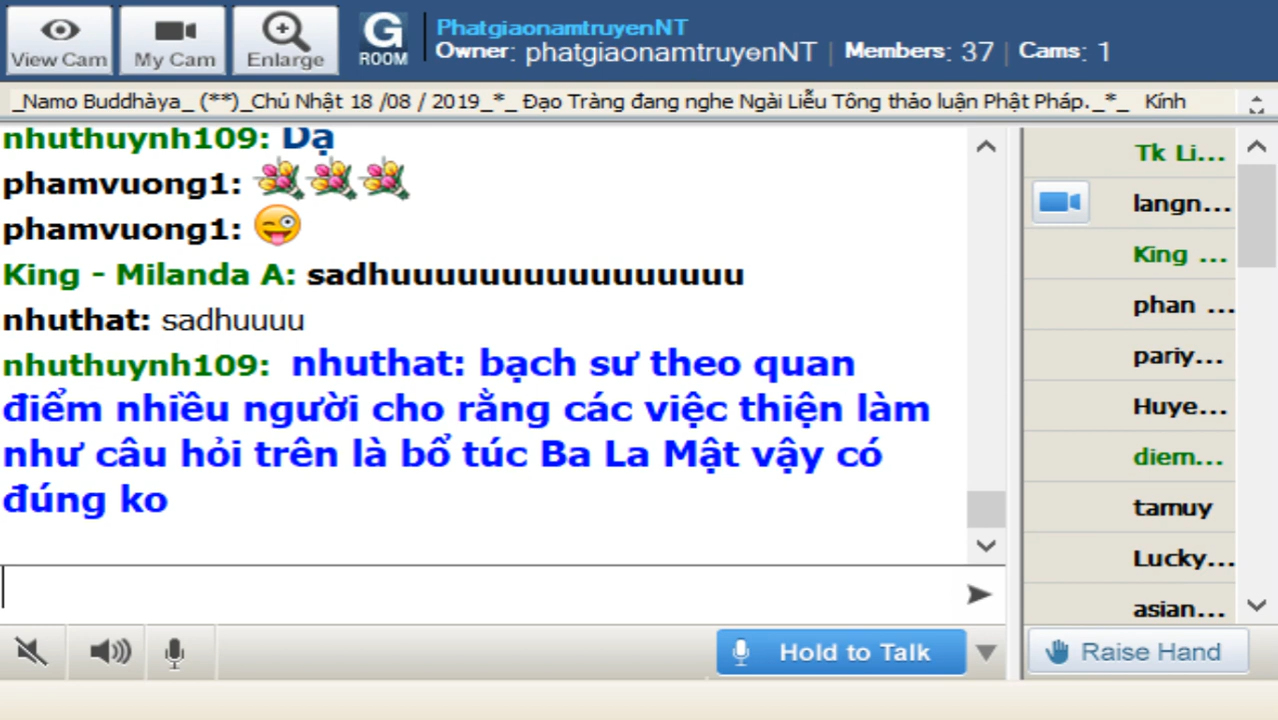 View Cam
My Cam
Enlarge
G
ROOM
PhatgiaonamtruyenNT
Owner: phatgiaonamtruyenNT | Members: 37 | Cams: 1
_Namo Buddhàya_ (**)_Chủ Nhật 18 /08 / 2019_*_ Đạo Tràng đang nghe Ngài Liễu Tông thảo luận Phật Pháp._*_ Kính
nhuthuynh109: Dạ
phamvuong1:
phamvuong1:
King - Milanda A: sadhuuuuuuuuuuuuuuuuu
nhuthat: sadhuuuu
nhuthuynh109: nhuthat: bạch sư theo quan
điểm nhiều người cho rằng các việc thiện làm
như câu hỏi trên là bổ túc Ba La Mật vậy có
đúng ko
Tk Li...
langn...
King ...
phan ...
pariy...
Huye...
diem...
tamuy
Lucky...
asian...
Hold to Talk
Raise Hand